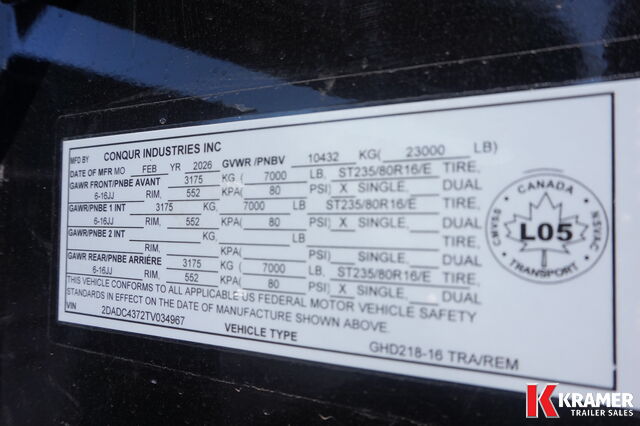 MFD BY CONQUR INDUSTRIES INC
DATE OF MFR MO FEB YR 2026 GVWR /PNBV 10432 KG( 23000 LB)
GAWR FRONT/PNBE AVANT 3175 KG ( 7000 LB, ST235/80R16/E TIRE,
6-16JJ RIM, 552 KPA( 80 PSI) X SINGLE, DUAL
GAWR/PNBE 1 INT 3175 KG, 7000 LB ST235/80R16/E TIRE,
6-16JJ RIM, 552 KPA( 80 PSI) X SINGLE, DUAL
GAWR/PNBE 2 INT KG, LB TIRE,
RIM, KPA( PSI) SINGLE, DUAL
GAWR REAR/PNBE ARRIÉRE 3175 KG ( 7000 LB, ST235/80R16/E TIRE,
6-16JJ RIM, 552 KPA( 80 PSI) X SINGLE, DUAL
THIS VEHICLE CONFORMS TO ALL APPLICABLE US FEDERAL MOTOR VEHICLE SAFETY
STANDARDS IN EFFECT ON THE DATE OF MANUFACTURE SHOWN ABOVE.
VIN 2DADC4372TV034967 VEHICLE TYPE GHD218-16 TRA/REM
CANADA
CMVSS L05 NSVAC
TRANSPORT
K KRAMER
TRAILER SALES